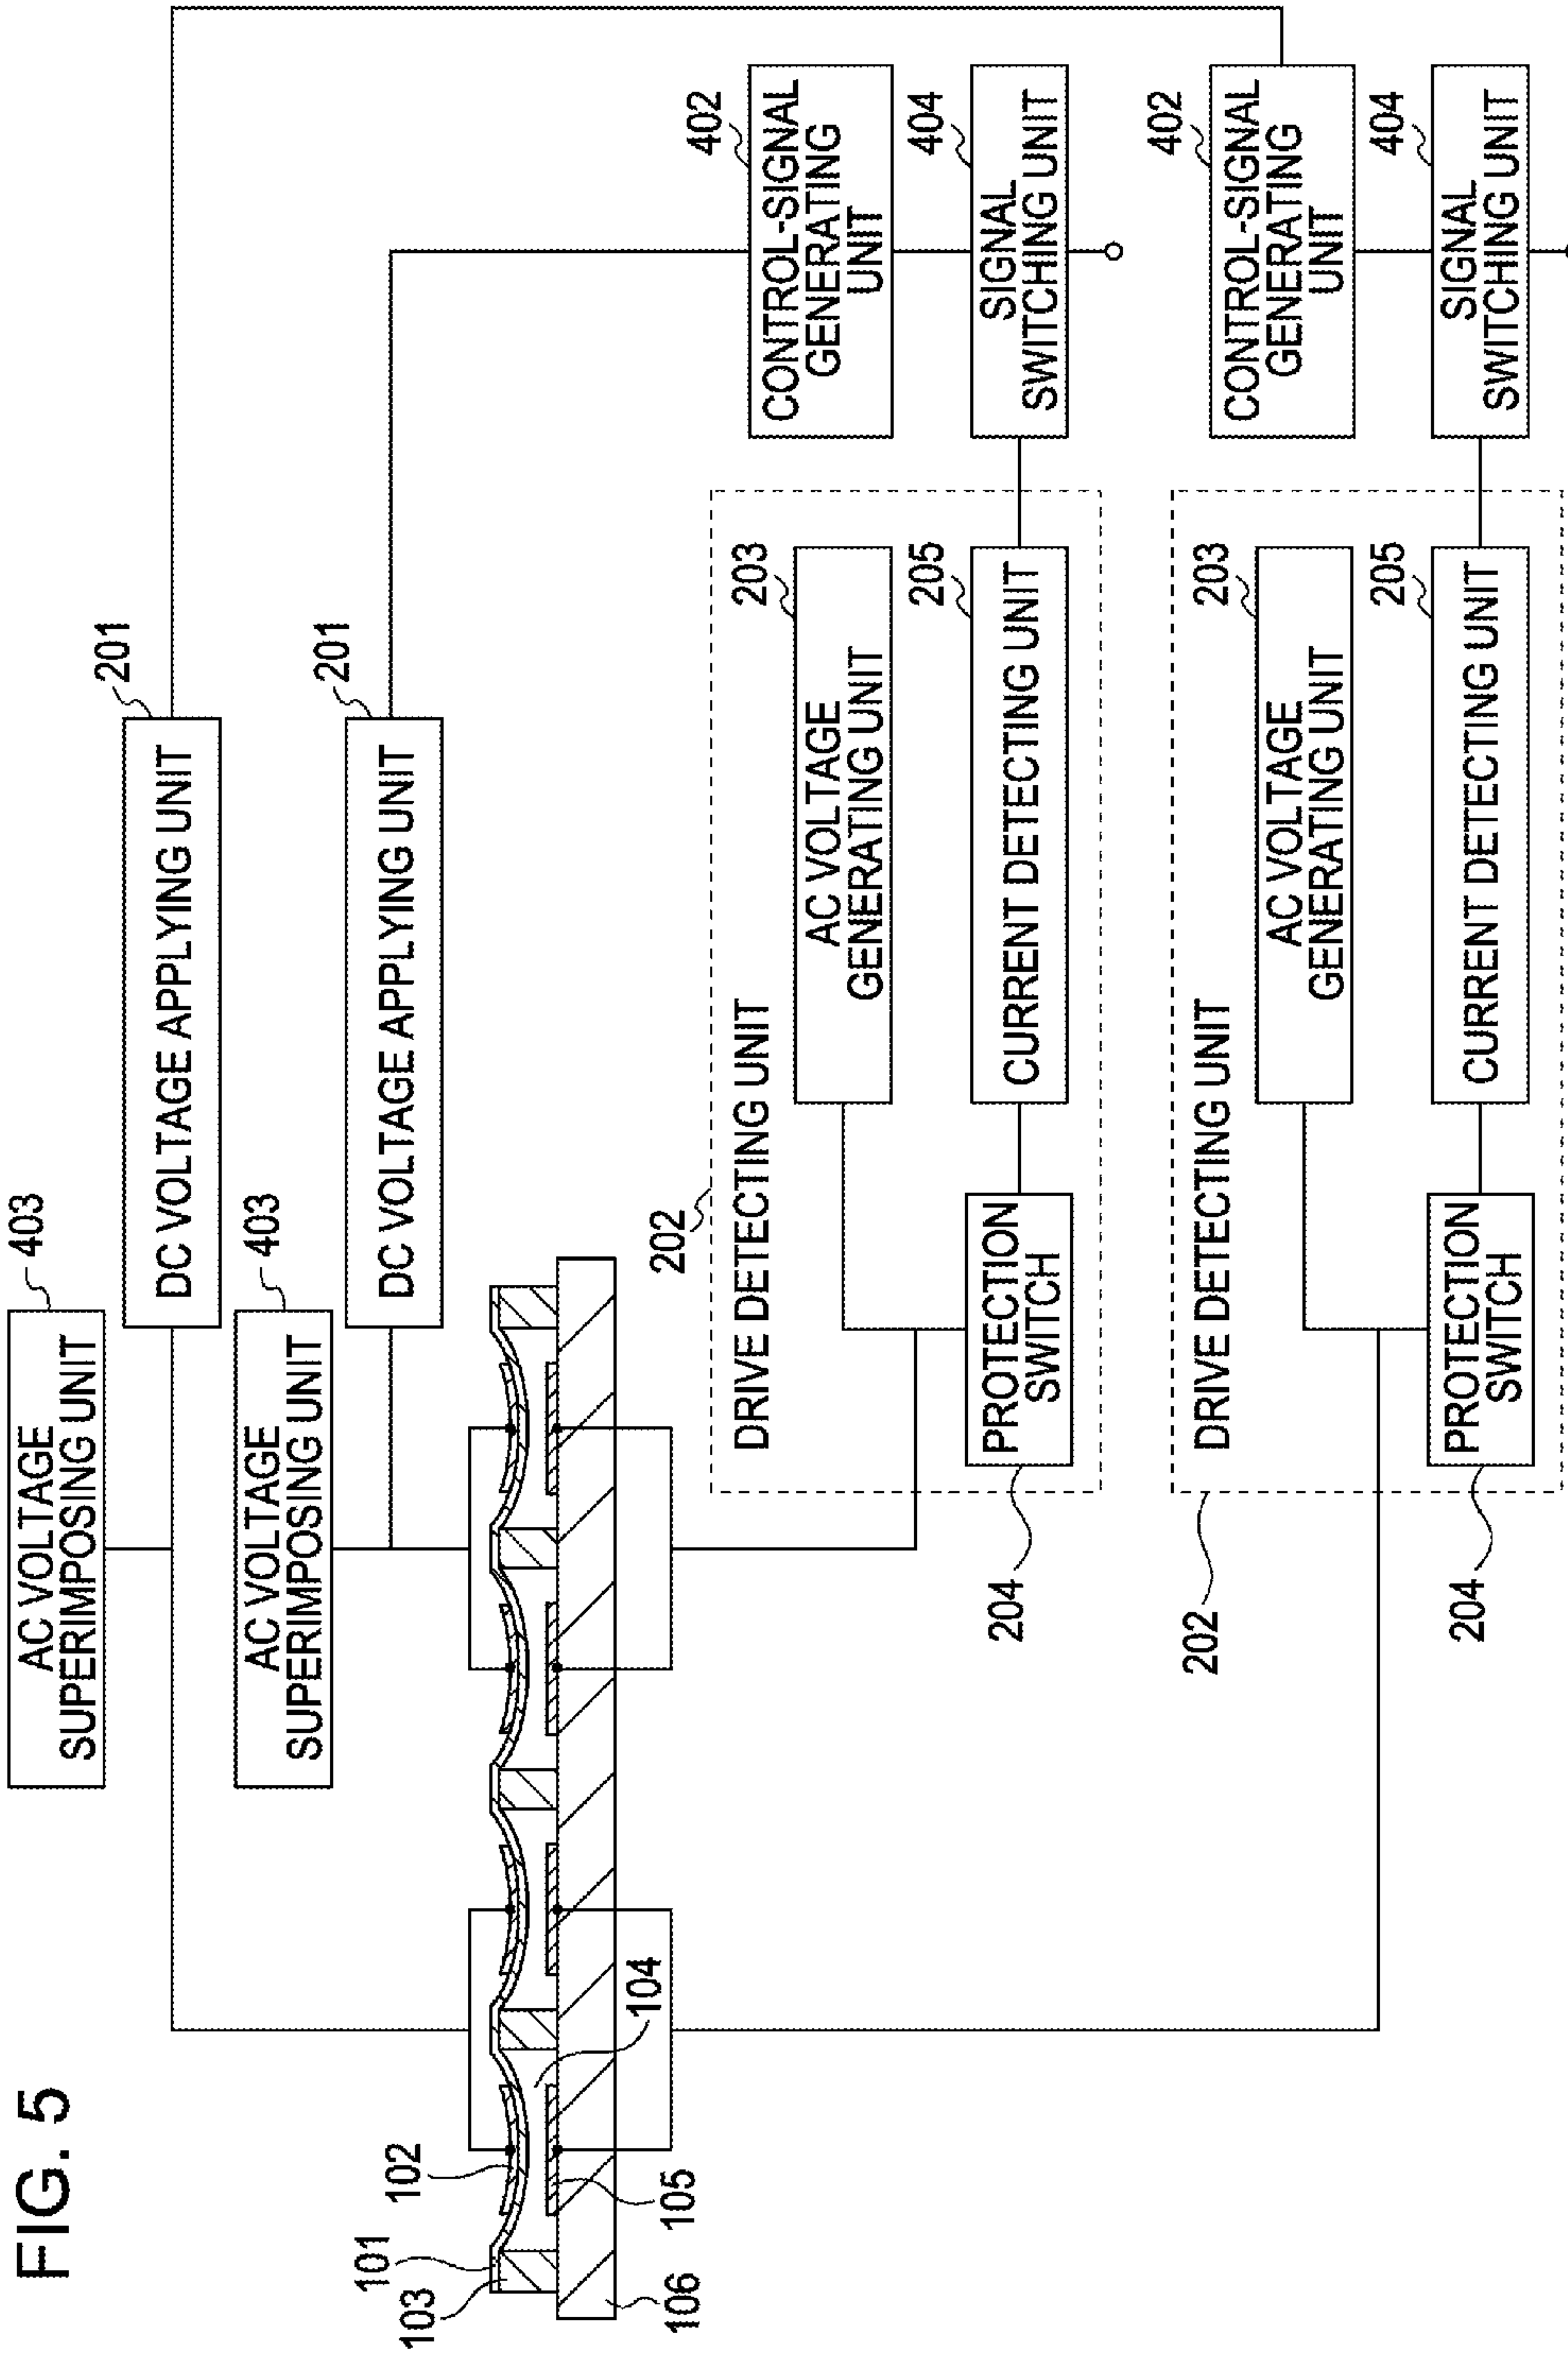 FIG. 5
AC VOLTAGE
SUPERIMPOSING UNIT
403
DC VOLTAGE APPLYING UNIT
201
AC VOLTAGE
SUPERIMPOSING UNIT
403
DC VOLTAGE APPLYING UNIT
201
101
102
103
104
105
106
202
DRIVE DETECTING UNIT
AC VOLTAGE
GENERATING UNIT
203
PROTECTION
SWITCH
204
CURRENT DETECTING UNIT
205
CONTROL-SIGNAL
GENERATING
UNIT
402
SIGNAL
SWITCHING UNIT
404
202
DRIVE DETECTING UNIT
AC VOLTAGE
GENERATING UNIT
203
PROTECTION
SWITCH
204
CURRENT DETECTING UNIT
205
CONTROL-SIGNAL
GENERATING
UNIT
402
SIGNAL
SWITCHING UNIT
404